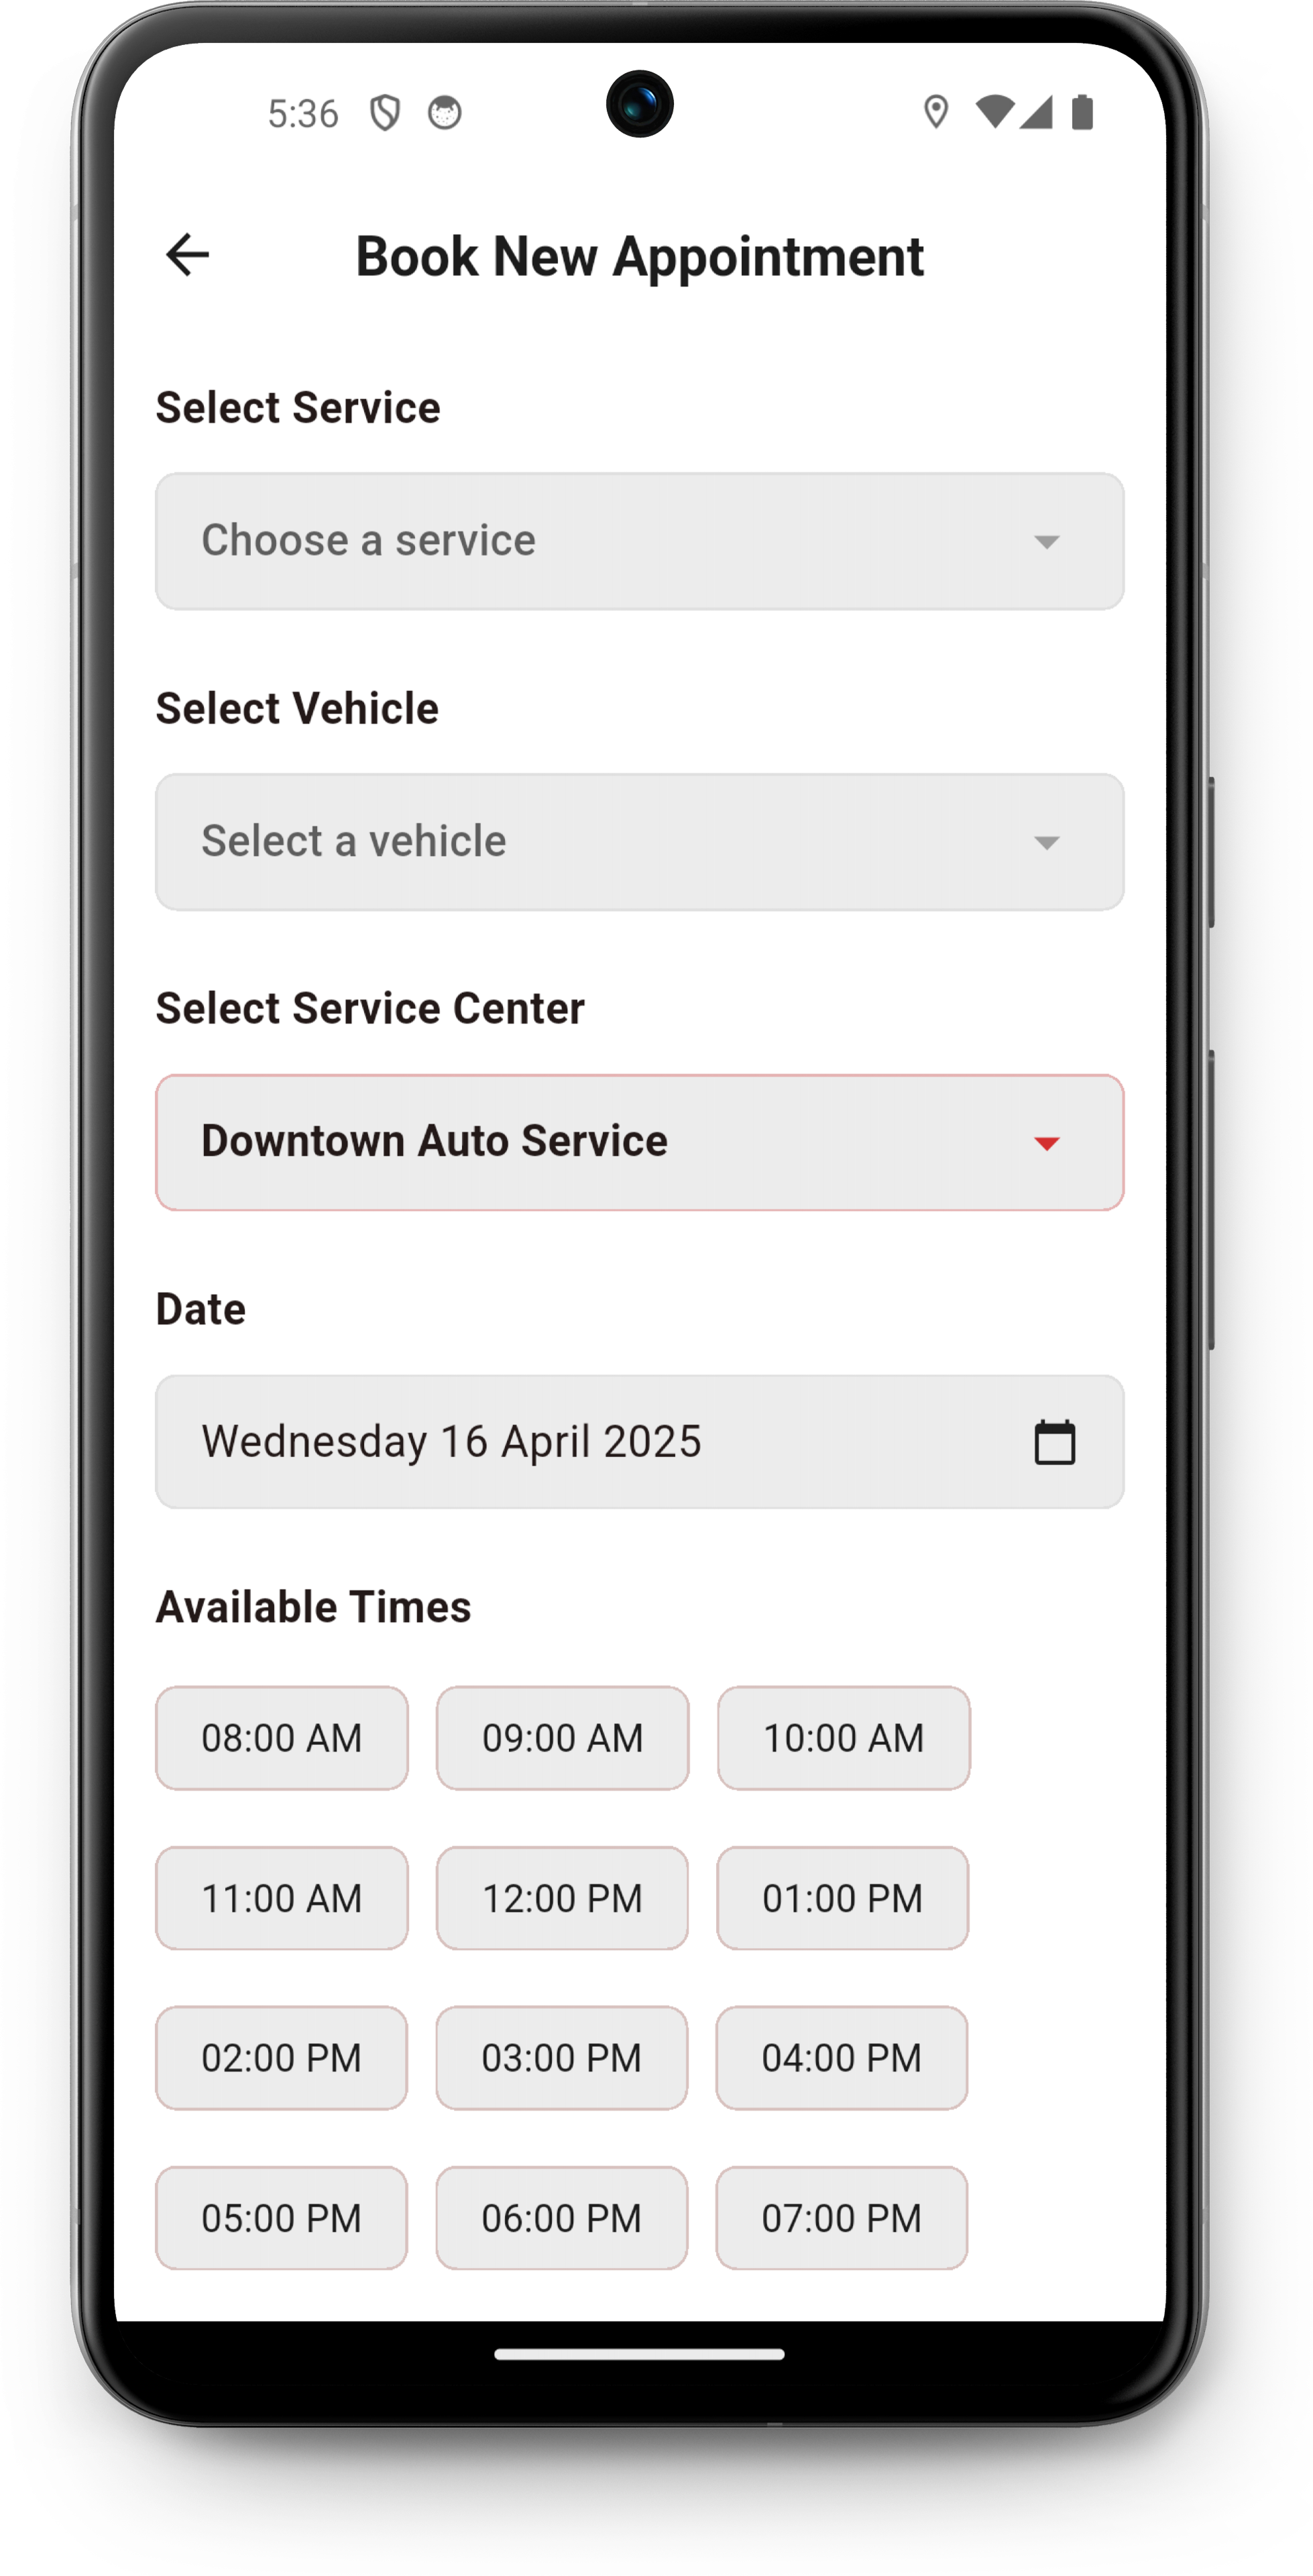 5:36
Book New Appointment
Select Service
Choose a service
Select Vehicle
Select a vehicle
Select Service Center
Downtown Auto Service
Date
Wednesday 16 April 2025
Available Times
08:00 AM 09:00 AM 10:00 AM
11:00 AM 12:00 PM 01:00 PM
02:00 PM 03:00 PM 04:00 PM
05:00 PM 06:00 PM 07:00 PM